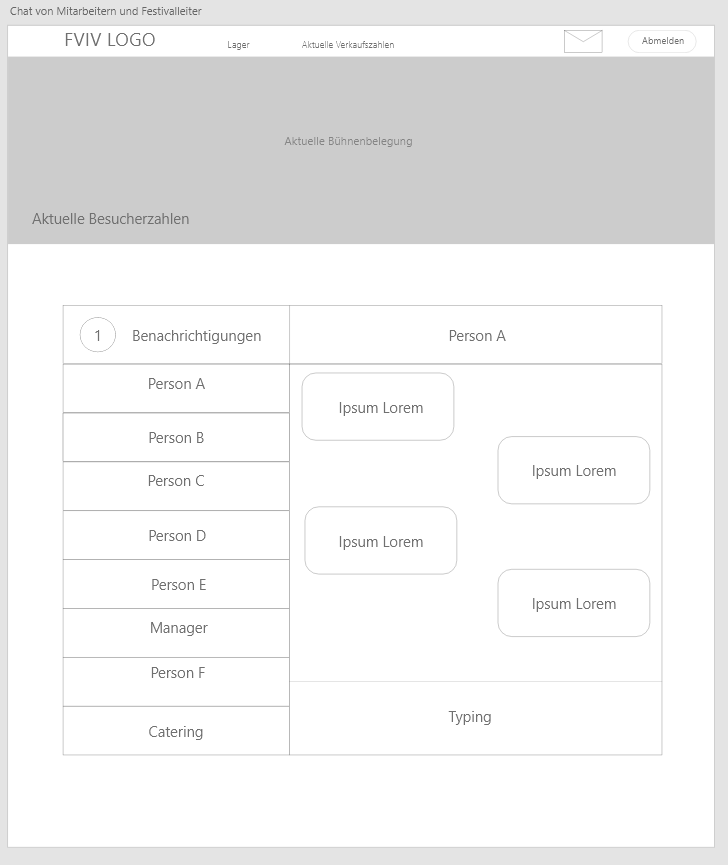 Chat von Mitarbeitern und Festivalleiter
FVIV LOGO
Lager
Aktuelle Verkaufszahlen
Abmelden
Aktuelle Bühnenbelegung
Aktuelle Besucherzahlen
1
Benachrichtigungen
Person A
Person A
Person B
Person C
Person D
Person E
Manager
Person F
Catering
Ipsum Lorem
Ipsum Lorem
Ipsum Lorem
Ipsum Lorem
Typing